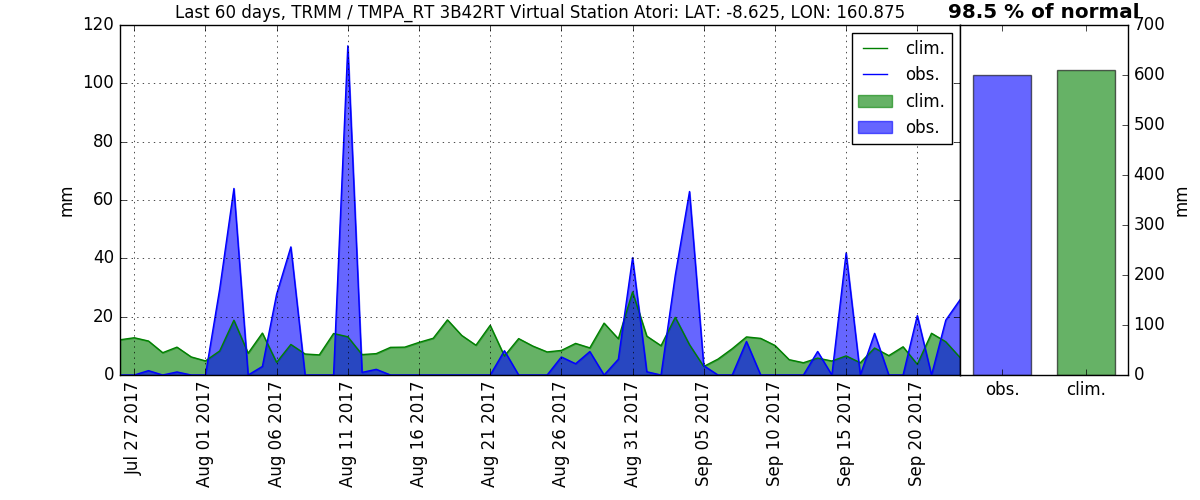 Last 60 days, TRMM / TMPA_RT 3B42RT Virtual Station Atori: LAT: -8.625, LON: 160.875
98.5 % of normal
120
100
80
60
40
20
0
mm
clim.
obs.
clim.
obs.
Jul 27 2017
Aug 01 2017
Aug 06 2017
Aug 11 2017
Aug 16 2017
Aug 21 2017
Aug 26 2017
Aug 31 2017
Sep 05 2017
Sep 10 2017
Sep 15 2017
Sep 20 2017
700
600
500
400
300
200
100
0
mm
obs.
clim.